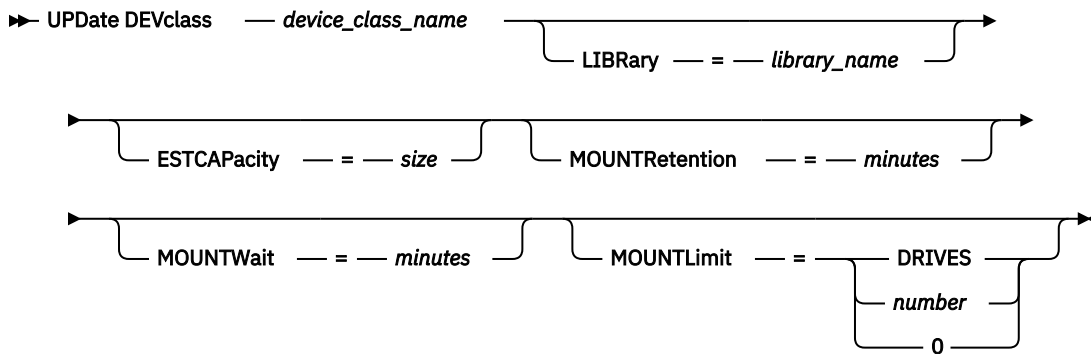 UPDate DEVclass device_class_name
LIBRary = library_name
ESTCAPacity = size MOUNTRetention = minutes
MOUNTWait = minutes MOUNTLimit = DRIVES
number
0